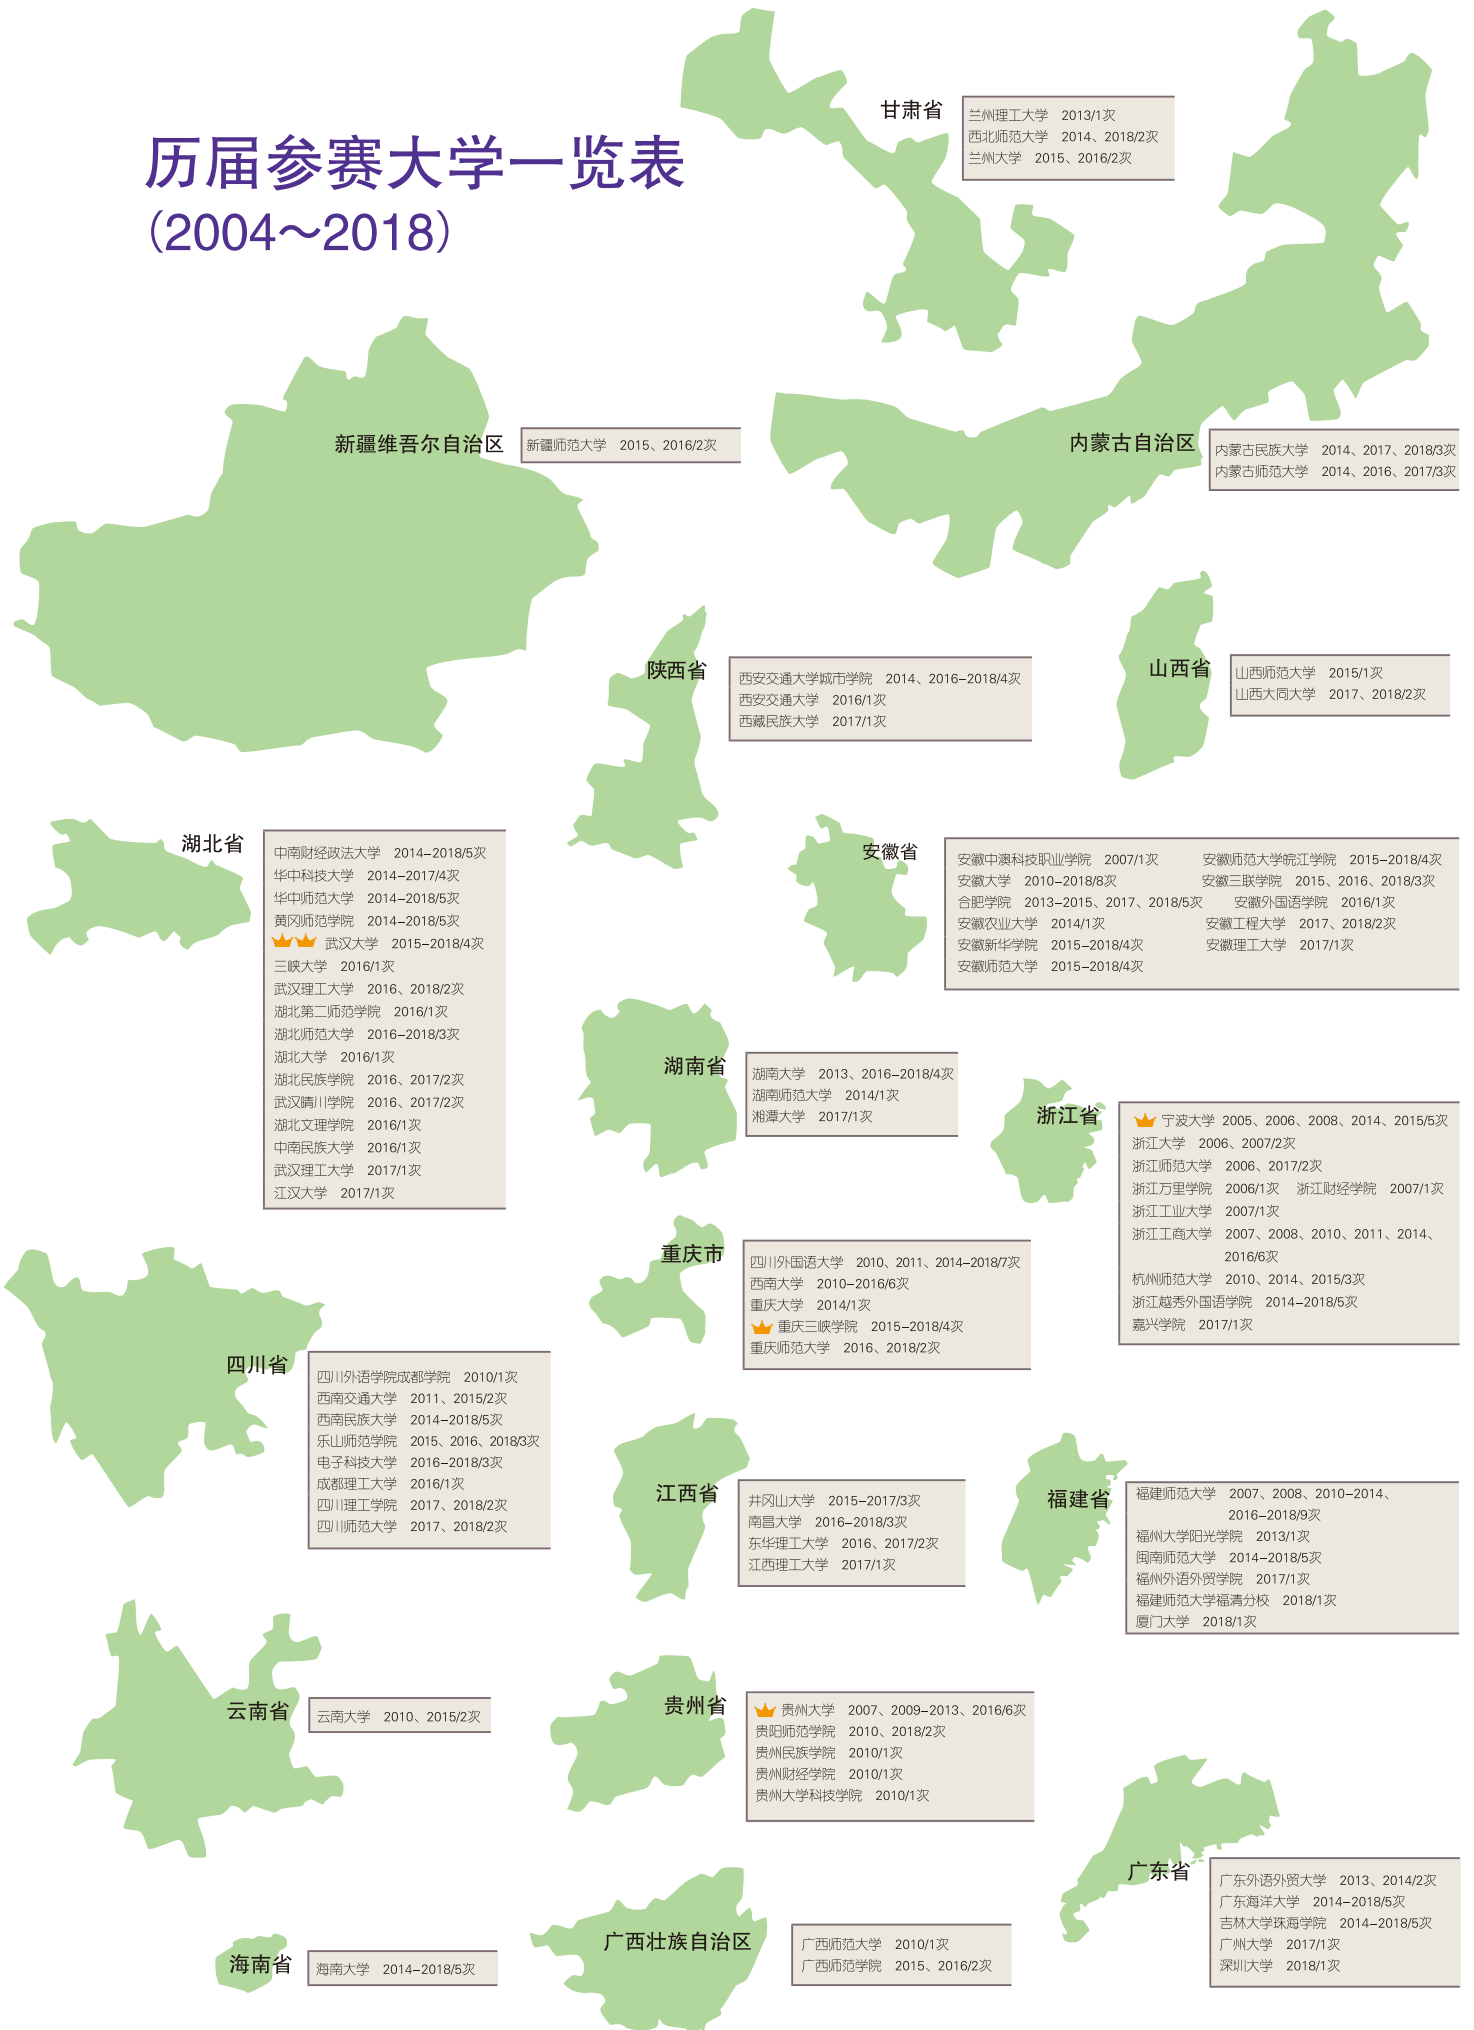 历届参赛大学一览表
（2004～2018）
甘肃省
兰州理工大学 2013/1次
西北师范大学 2014、2018/2次
兰州大学 2015、2016/2次
新疆维吾尔自治区
新疆师范大学 2015、2016/2次
内蒙古自治区
内蒙古民族大学 2014、2017、2018/3次
内蒙古师范大学 2014、2016、2017/3次
陕西省
西安交通大学城市学院 2014、2016–2018/4次
西安交通大学 2016/1次
西藏民族大学 2017/1次
山西省
山西师范大学 2015/1次
山西大同大学 2017、2018/2次
湖北省
中南财经政法大学 2014–2018/5次
华中科技大学 2014–2017/4次
华中师范大学 2014–2018/5次
黄冈师范学院 2014–2018/5次
武汉大学 2015–2018/4次
三峡大学 2016/1次
武汉理工大学 2016、2018/2次
湖北第二师范学院 2016/1次
湖北师范大学 2016–2018/3次
湖北大学 2016/1次
湖北民族学院 2016、2017/2次
武汉晴川学院 2016、2017/2次
湖北文理学院 2016/1次
中南民族大学 2016/1次
武汉理工大学 2017/1次
江汉大学 2017/1次
安徽省
安徽中澳科技职业学院 2007/1次 安徽师范大学皖江学院 2015–2018/4次
安徽大学 2010–2018/8次 安徽三联学院 2015、2016、2018/3次
合肥学院 2013–2015、2017、2018/5次 安徽外国语学院 2016/1次
安徽农业大学 2014/1次 安徽工程大学 2017、2018/2次
安徽新华学院 2015–2018/4次 安徽理工大学 2017/1次
安徽师范大学 2015–2018/4次
湖南省
湖南大学 2013、2016–2018/4次
湖南师范大学 2014/1次
湘潭大学 2017/1次
浙江省
宁波大学 2005、2006、2008、2014、2015/5次
浙江大学 2006、2007/2次
浙江师范大学 2006、2017/2次
浙江万里学院 2006/1次 浙江财经学院 2007/1次
浙江工业大学 2007/1次
浙江工商大学 2007、2008、2010、2011、2014、
2016/6次
杭州师范大学 2010、2014、2015/3次
浙江越秀外国语学院 2014–2018/5次
嘉兴学院 2017/1次
重庆市
四川外国语大学 2010、2011、2014–2018/7次
西南大学 2010–2016/6次
重庆大学 2014/1次
重庆三峡学院 2015–2018/4次
重庆师范大学 2016、2018/2次
四川省
四川外语学院成都学院 2010/1次
西南交通大学 2011、2015/2次
西南民族大学 2014–2018/5次
乐山师范学院 2015、2016、2018/3次
电子科技大学 2016–2018/3次
成都理工大学 2016/1次
四川理工学院 2017、2018/2次
四川师范大学 2017、2018/2次
江西省
井冈山大学 2015–2017/3次
南昌大学 2016–2018/3次
东华理工大学 2016、2017/2次
江西理工大学 2017/1次
福建省
福建师范大学 2007、2008、2010–2014、
2016–2018/9次
福州大学阳光学院 2013/1次
闽南师范大学 2014–2018/5次
福州外语外贸学院 2017/1次
福建师范大学福清分校 2018/1次
厦门大学 2018/1次
云南省
云南大学 2010、2015/2次
贵州省
贵州大学 2007、2009–2013、2016/6次
贵阳师范学院 2010、2018/2次
贵州民族学院 2010/1次
贵州财经学院 2010/1次
贵州大学科技学院 2010/1次
广东省
广东外语外贸大学 2013、2014/2次
广东海洋大学 2014–2018/5次
吉林大学珠海学院 2014–2018/5次
广州大学 2017/1次
深圳大学 2018/1次
海南省
海南大学 2014–2018/5次
广西壮族自治区
广西师范大学 2010/1次
广西师范学院 2015、2016/2次